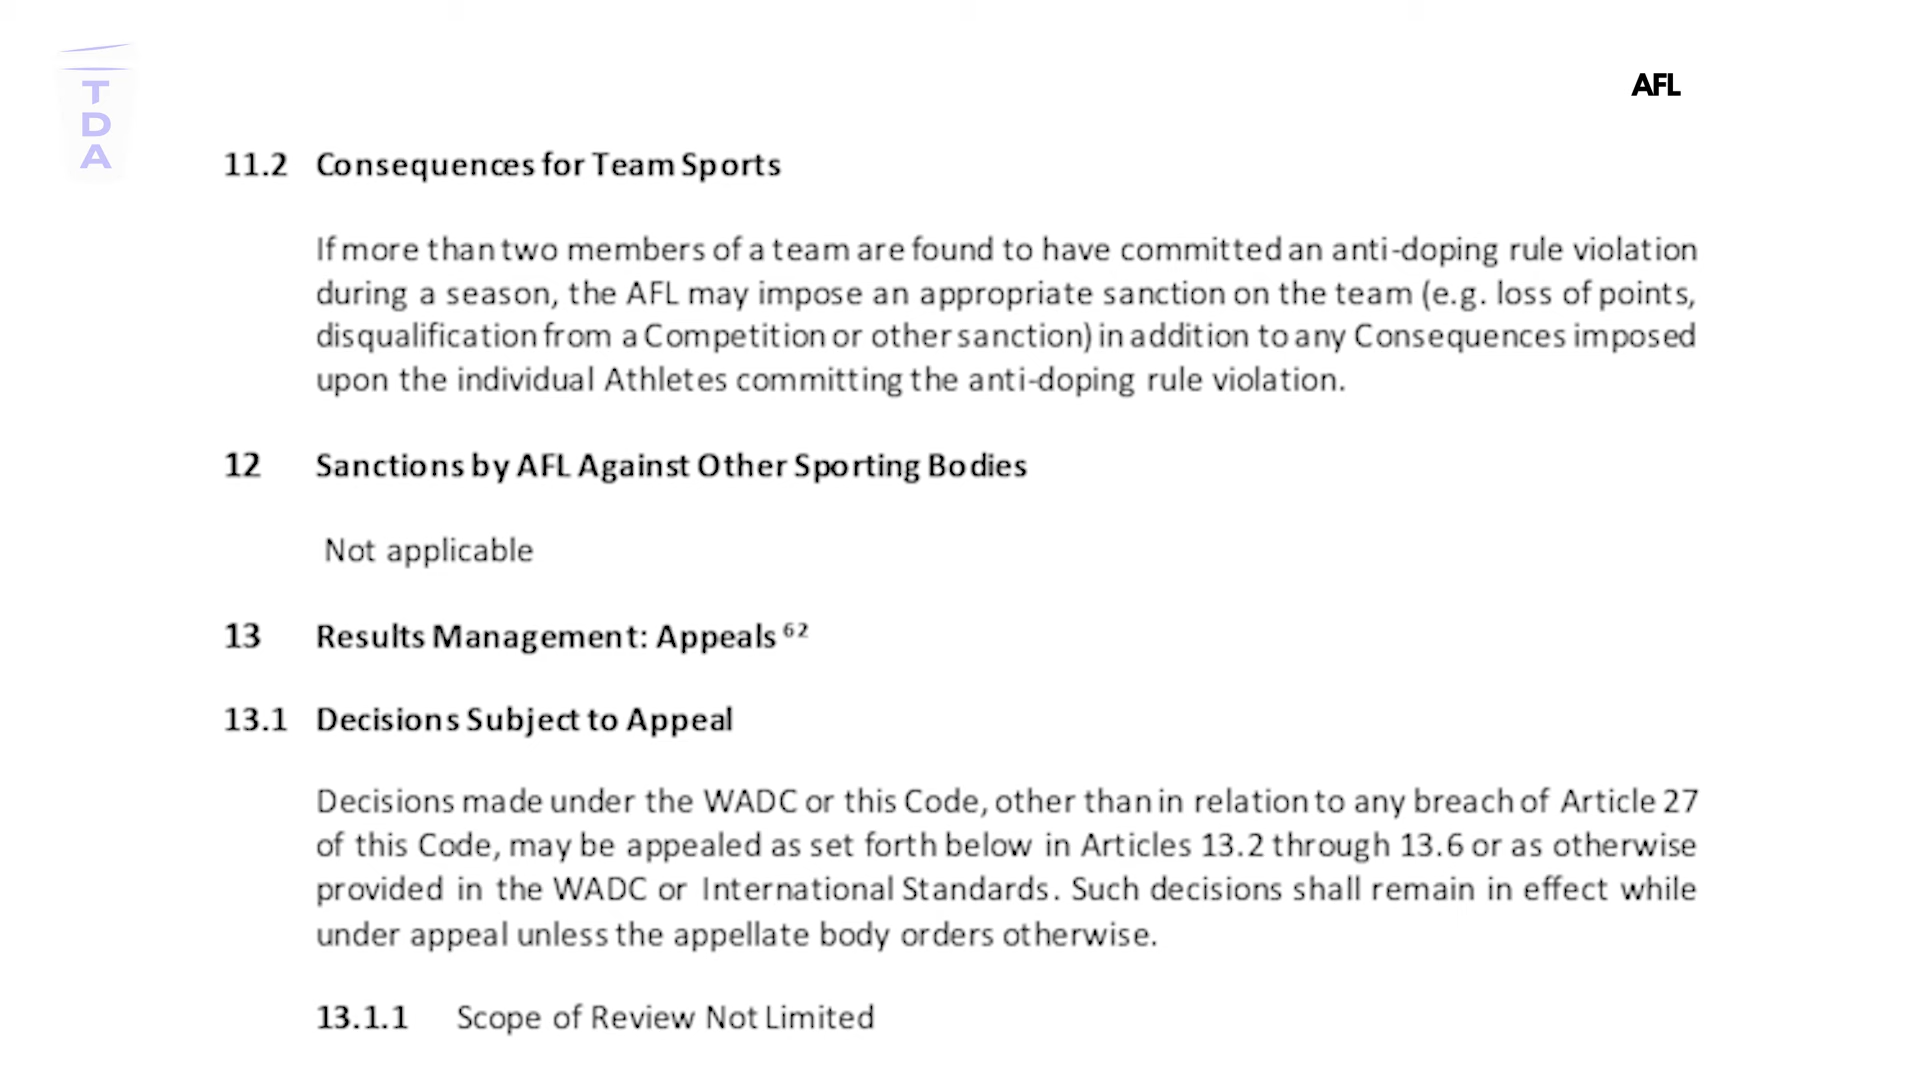 T
D
A
AFL
11.2 Consequences for Team Sports
If more than two members of a team are found to have committed an anti-doping rule violation
during a season, the AFL may impose an appropriate sanction on the team (e.g. loss of points,
disqualification from a Competition or other sanction) in addition to any Consequences imposed
upon the individual Athletes committing the anti-doping rule violation.
12 Sanctions by AFL Against Other Sporting Bodies
Not applicable
13 Results Management: Appeals 62
13.1 Decisions Subject to Appeal
Decisions made under the WADC or this Code, other than in relation to any breach of Article 27
of this Code, may be appealed as set forth below in Articles 13.2 through 13.6 or as otherwise
provided in the WADC or International Standards. Such decisions shall remain in effect while
under appeal unless the appellate body orders otherwise.
13.1.1 Scope of Review Not Limited